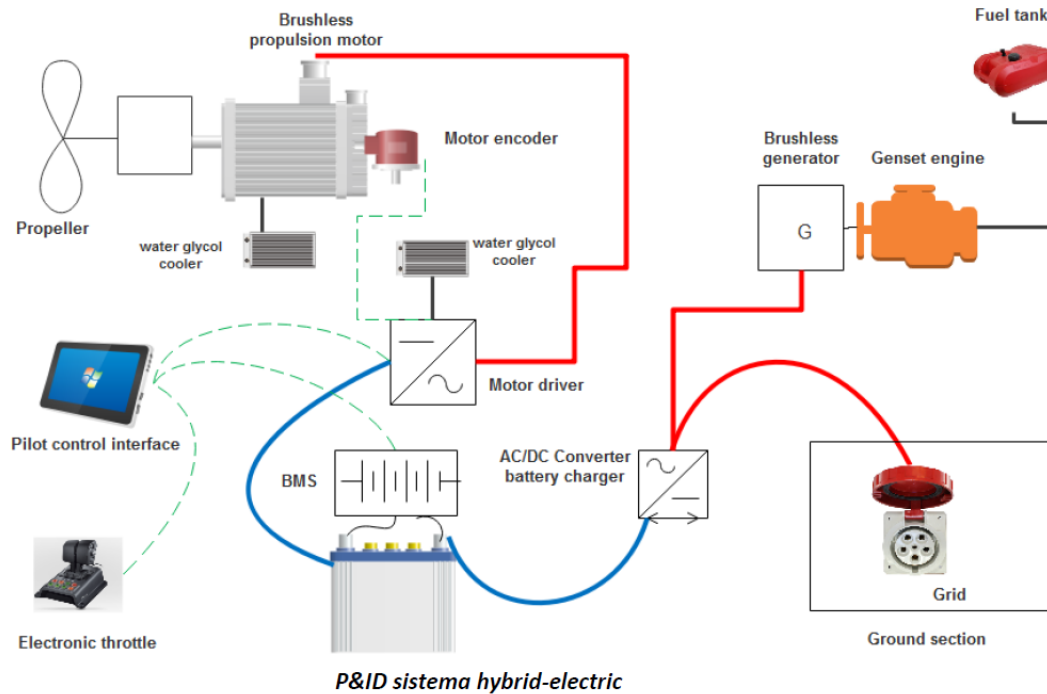 Brushless
propulsion motor
Fuel tank
Motor encoder
Brushless
generator
Genset engine
G
Propeller
water glycol
cooler
water glycol
cooler
Motor driver
Pilot control interface
BMS
AC/DC Converter
battery charger
Grid
Electronic throttle
Ground section
P&ID sistema hybrid-electric